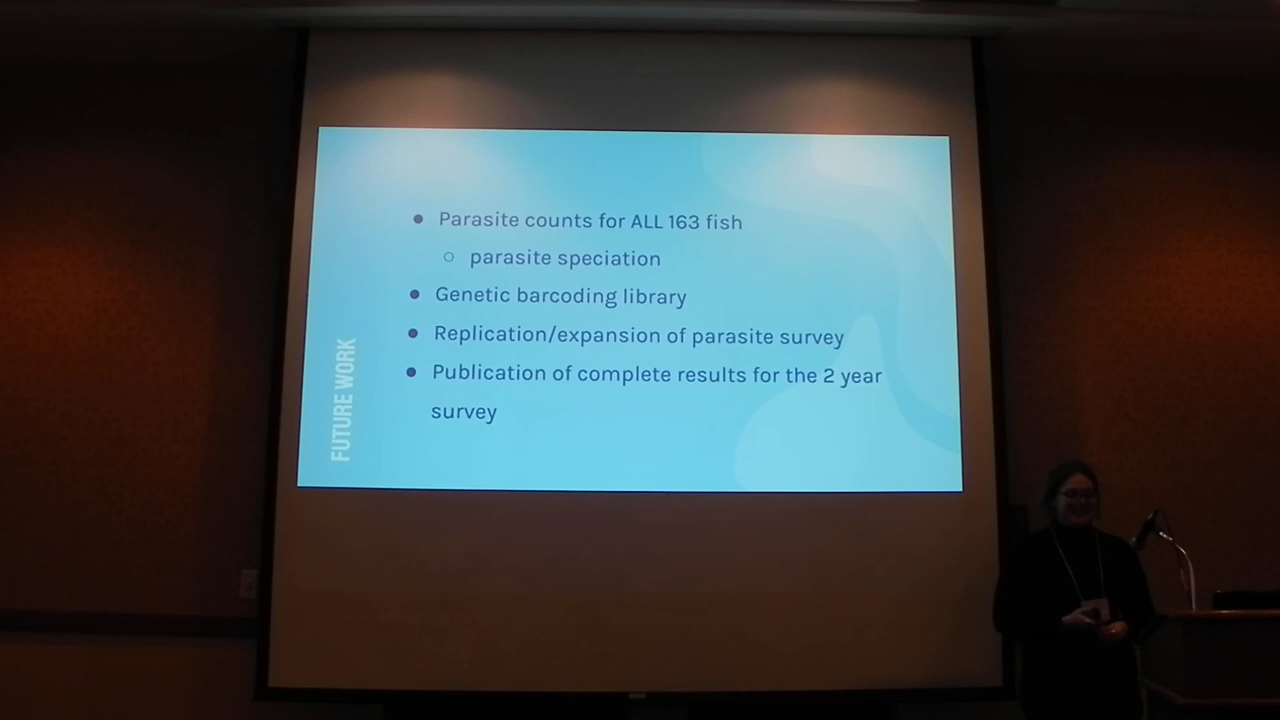 ● Parasite counts for ALL 163 fish
○ parasite speciation
● Genetic barcoding library
● Replication/expansion of parasite survey
● Publication of complete results for the 2 year
survey
FUTURE WORK